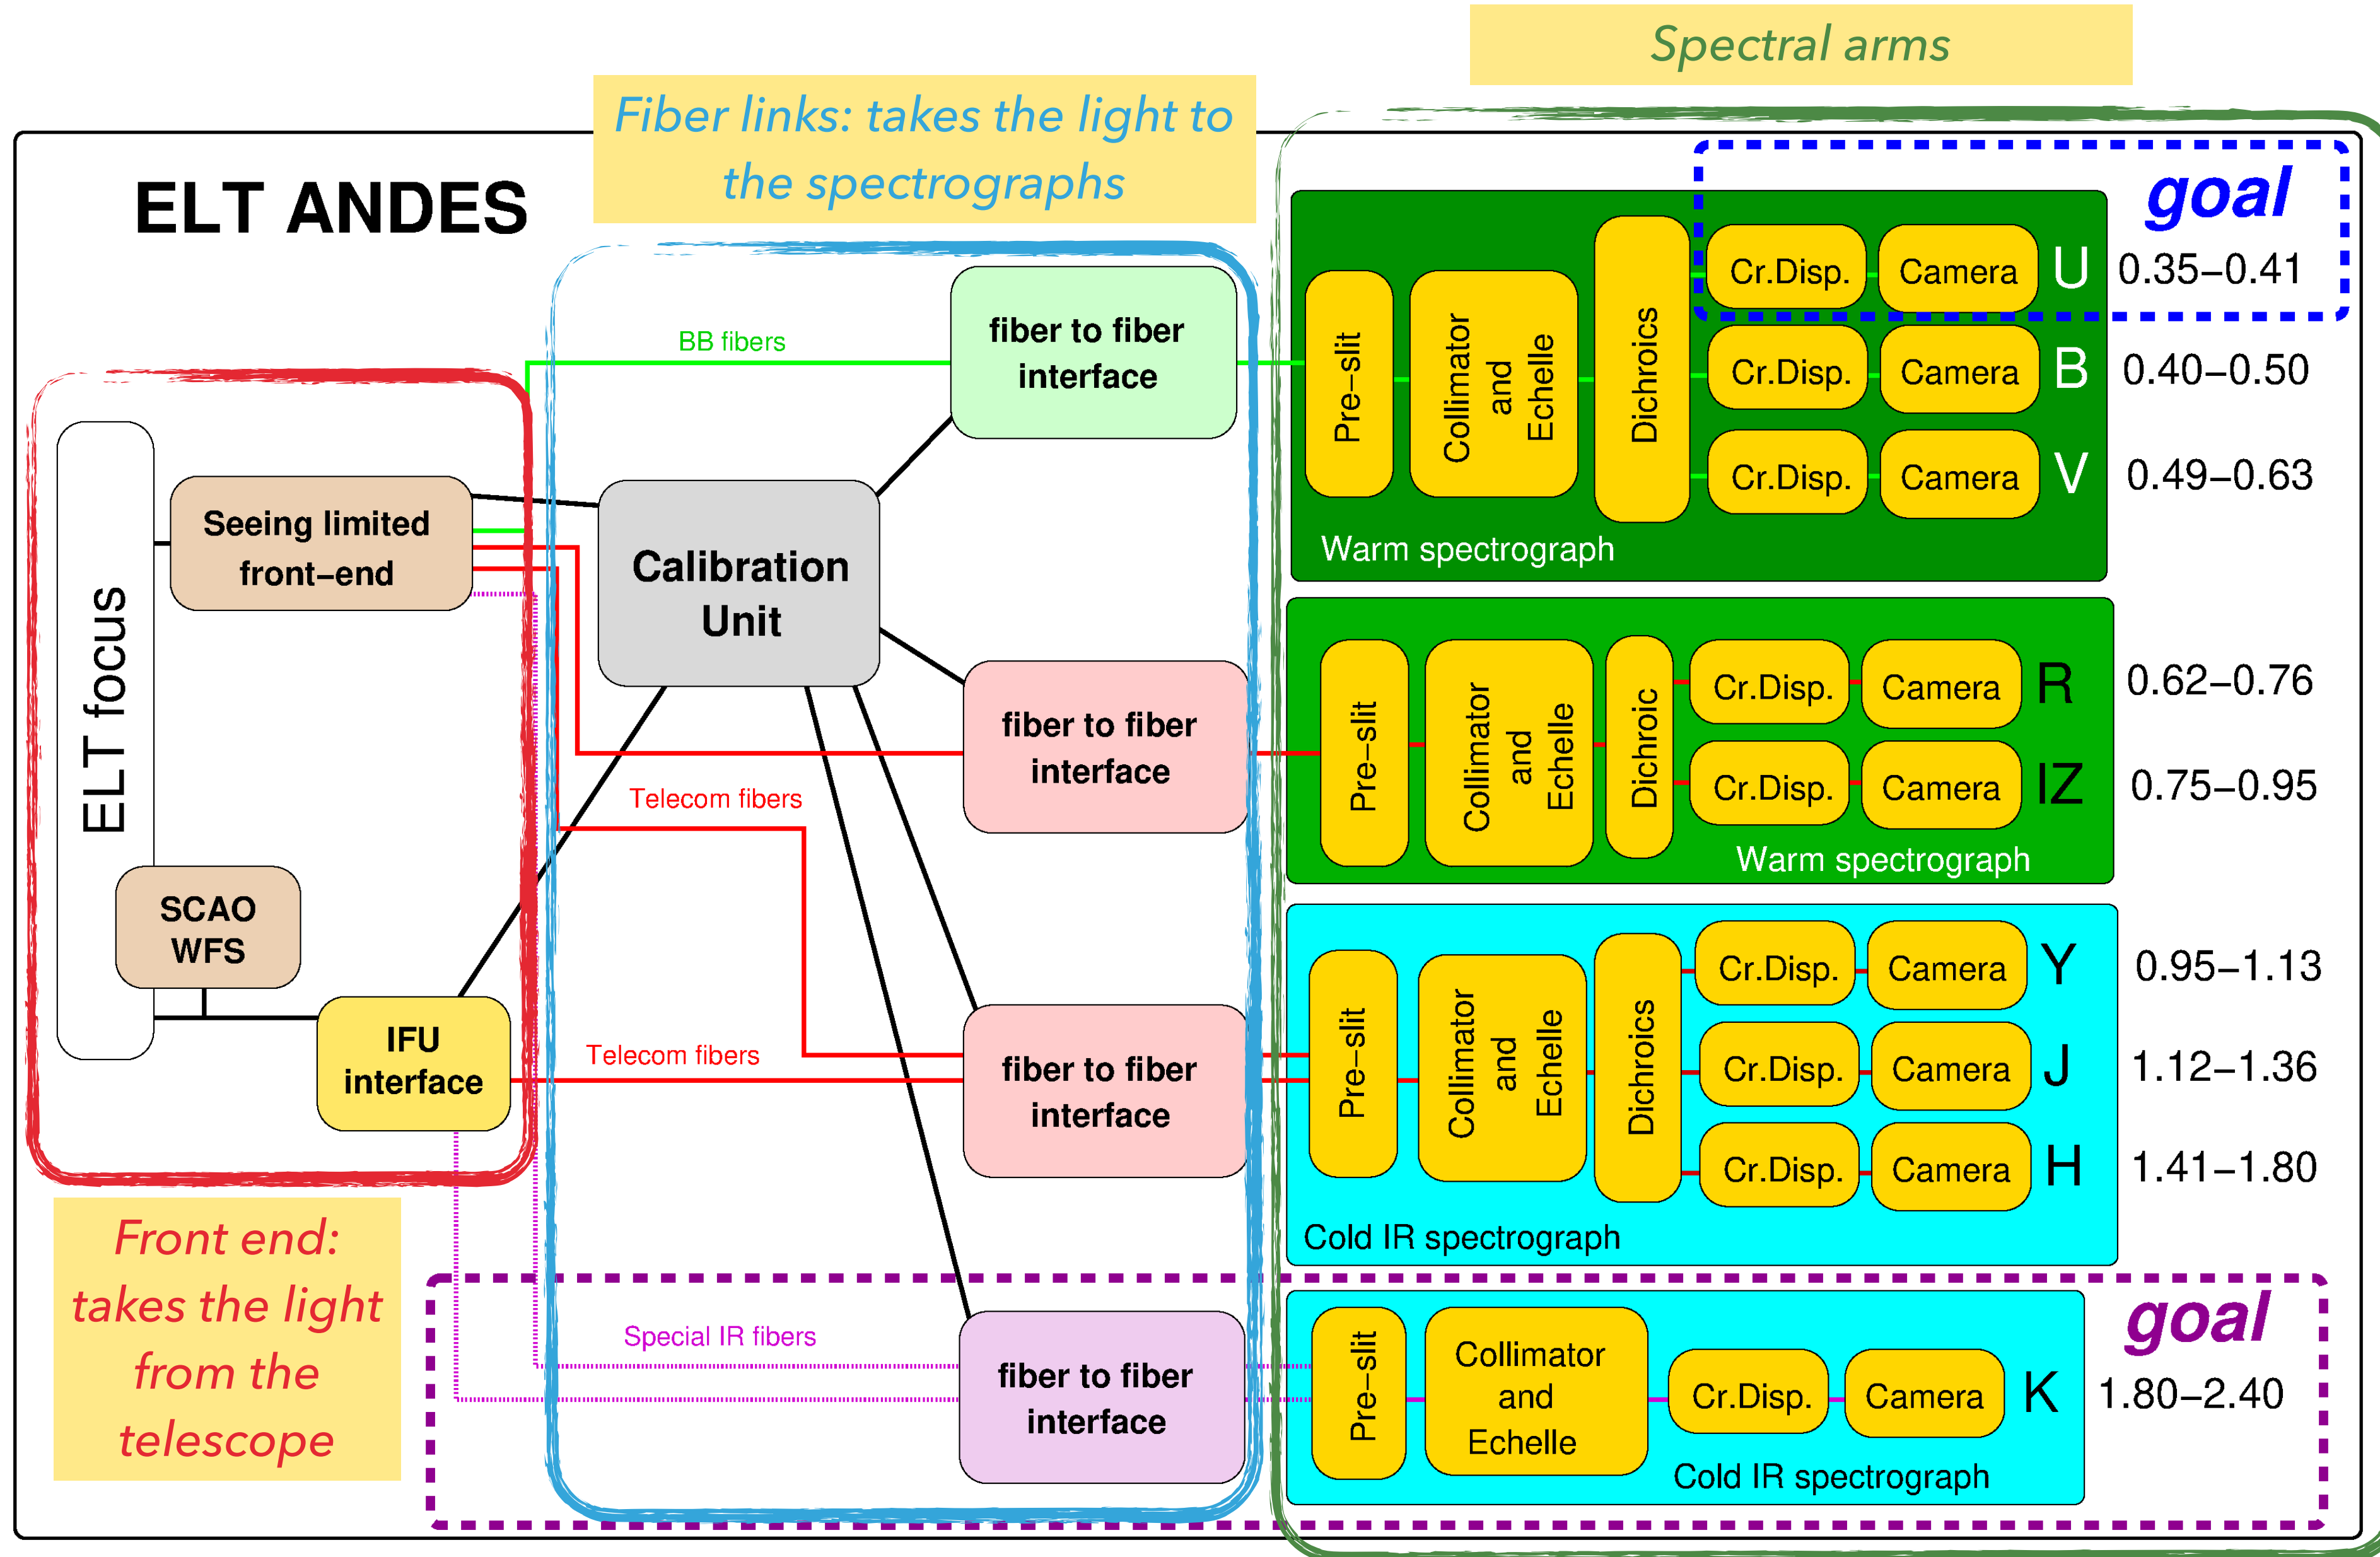 Spectral arms
Fiber links: takes the light to
the spectrographs
ELT ANDES
goal
BB fibers
fiber to fiber
interface
Pre–slit
Collimator
and
Echelle
Dichroics
Cr.Disp.
Camera
U
0.35–0.41
Cr.Disp.
Camera
B
0.40–0.50
Cr.Disp.
Camera
V
0.49–0.63
Warm spectrograph
ELT focus
Seeing limited
front–end
Calibration
Unit
fiber to fiber
interface
Pre–slit
Collimator
and
Echelle
Dichroic
Cr.Disp.
Camera
R
0.62–0.76
Cr.Disp.
Camera
IZ
0.75–0.95
Warm spectrograph
Telecom fibers
SCAO
WFS
IFU
interface
Telecom fibers
fiber to fiber
interface
Pre–slit
Collimator
and
Echelle
Dichroics
Cr.Disp.
Camera
Y
0.95–1.13
Cr.Disp.
Camera
J
1.12–1.36
Cr.Disp.
Camera
H
1.41–1.80
Cold IR spectrograph
Front end:
takes the light
from the
telescope
Special IR fibers
fiber to fiber
interface
Pre–slit
Collimator
and
Echelle
Cr.Disp.
Camera
K
goal
1.80–2.40
Cold IR spectrograph